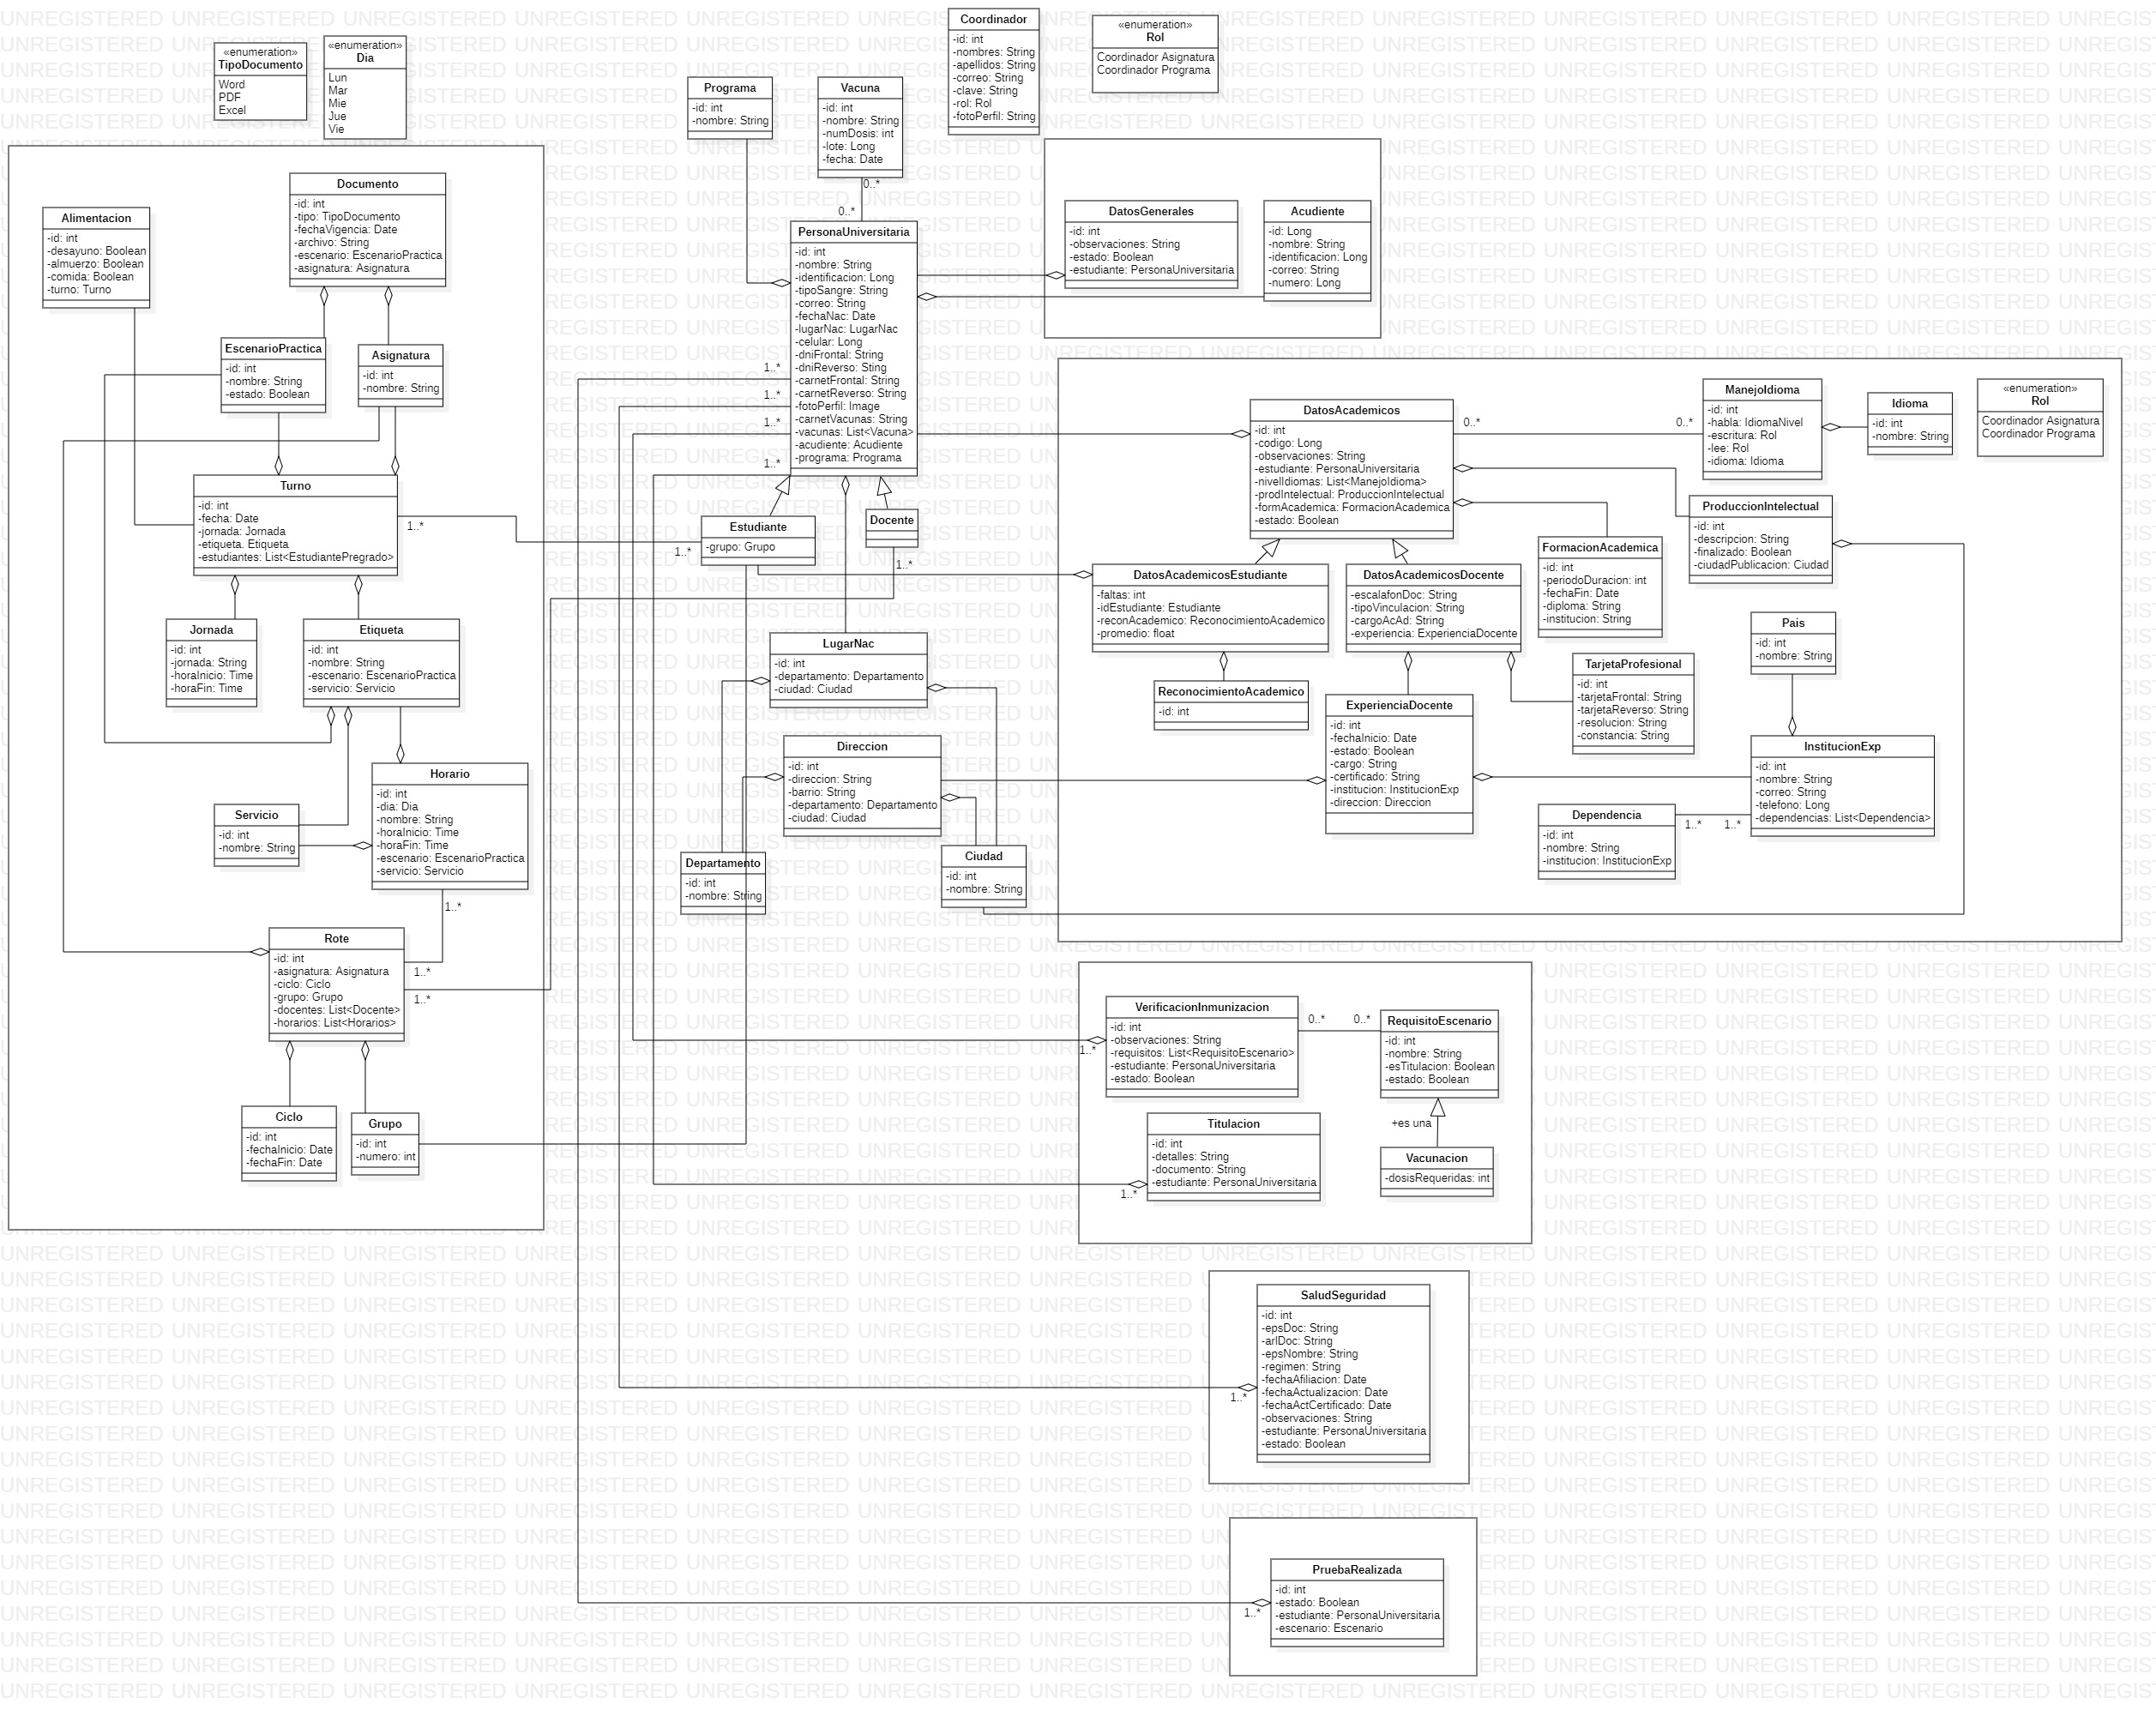 «enumeration»
TipoDocumento
Word
PDF
Excel
«enumeration»
Dia
Lun
Mar
Mie
Jue
Vie
Programa
-id: int
-nombre: String
Vacuna
-id: int
-nombre: String
-numDosis: int
-lote: Long
-fecha: Date
0..*
0..*
Coordinador
-id: int
-nombres: String
-apellidos: String
-correo: String
-clave: String
-rol: Rol
-fotoPerfil: String
«enumeration»
Rol
Coordinador Asignatura
Coordinador Programa
Documento
-id: int
-tipo: TipoDocumento
-fechaVigencia: Date
-archivo: String
-escenario: EscenarioPractica
-asignatura: Asignatura
Alimentacion
-id: int
-desayuno: Boolean
-almuerzo: Boolean
-comida: Boolean
-turno: Turno
EscenarioPractica
-id: int
-nombre: String
-estado: Boolean
Asignatura
-id: int
-nombre: String
Turno
-id: int
-fecha: Date
-jornada: Jornada
-etiqueta. Etiqueta
-estudiantes: List<EstudiantePregrado>
1..*
1..*
Jornada
-id: int
-jornada: String
-horaInicio: Time
-horaFin: Time
Etiqueta
-id: int
-nombre: String
-escenario: EscenarioPractica
-servicio: Servicio
Horario
-id: int
-dia: Dia
-nombre: String
-horaInicio: Time
-horaFin: Time
-escenario: EscenarioPractica
-servicio: Servicio
Servicio
-id: int
-nombre: String
1..*
1..*
1..*
Rote
-id: int
-asignatura: Asignatura
-ciclo: Ciclo
-grupo: Grupo
-docentes: List<Docente>
-horarios: List<Horarios>
Ciclo
-id: int
-fechaInicio: Date
-fechaFin: Date
Grupo
-id: int
-numero: int
PersonaUniversitaria
-id: int
-nombre: String
-identificacion: Long
-tipoSangre: String
-correo: String
-fechaNac: Date
-lugarNac: LugarNac
-celular: Long
-dniFrontal: String
-dniReverso: Sting
-carnetFrontal: String
-carnetReverso: String
-fotoPerfil: Image
-carnetVacunas: String
-vacunas: List<Vacuna>
-acudiente: Acudiente
-programa: Programa
1..*
1..*
1..*
1..*
Estudiante
-grupo: Grupo
Docente
1..*
LugarNac
-id: int
-departamento: Departamento
-ciudad: Ciudad
Direccion
-id: int
-direccion: String
-barrio: String
-departamento: Departamento
-ciudad: Ciudad
Departamento
-id: int
-nombre: String
Ciudad
-id: int
-nombre: String
DatosGenerales
-id: int
-observaciones: String
-estado: Boolean
-estudiante: PersonaUniversitaria
Acudiente
-id: Long
-nombre: String
-identificacion: Long
-correo: String
-numero: Long
DatosAcademicos
-id: int
-codigo: Long
-observaciones: String
-estudiante: PersonaUniversitaria
-nivelIdiomas: List<ManejoIdioma>
-prodIntelectual: ProduccionIntelectual
-formAcademica: FormacionAcademica
-estado: Boolean
0..*
0..*
ManejoIdioma
-id: int
-habla: IdiomaNivel
-escritura: Rol
-lee: Rol
-idioma: Idioma
Idioma
-id: int
-nombre: String
«enumeration»
Rol
Coordinador Asignatura
Coordinador Programa
ProduccionIntelectual
-id: int
-descripcion: String
-finalizado: Boolean
-ciudadPublicacion: Ciudad
FormacionAcademica
-id: int
-periodoDuracion: int
-fechaFin: Date
-diploma: String
-institucion: String
DatosAcademicosEstudiante
-faltas: int
-idEstudiante: Estudiante
-reconAcademico: ReconocimientoAcademico
-promedio: float
DatosAcademicosDocente
-escalafonDoc: String
-tipoVinculacion: String
-cargoAcAd: String
-experiencia: ExperienciaDocente
ReconocimientoAcademico
-id: int
ExperienciaDocente
-id: int
-fechaInicio: Date
-estado: Boolean
-cargo: String
-certificado: String
-institucion: InstitucionExp
-direccion: Direccion
TarjetaProfesional
-id: int
-tarjetaFrontal: String
-tarjetaReverso: String
-resolucion: String
-constancia: String
Pais
-id: int
-nombre: String
InstitucionExp
-id: int
-nombre: String
-correo: String
-telefono: Long
-dependencias: List<Dependencia>
Dependencia
-id: int
-nombre: String
-institucion: InstitucionExp
1..*
1..*
VerificacionInmunizacion
-id: int
-observaciones: String
-requisitos: List<RequisitoEscenario>
-estudiante: PersonaUniversitaria
-estado: Boolean
1..*
0..*
0..*
RequisitoEscenario
-id: int
-nombre: String
-esTitulacion: Boolean
-estado: Boolean
+es una
Titulacion
-id: int
-detalles: String
-documento: String
-estudiante: PersonaUniversitaria
1..*
Vacunacion
-dosisRequeridas: int
SaludSeguridad
-id: int
-epsDoc: String
-arlDoc: String
-epsNombre: String
-regimen: String
-fechaAfiliacion: Date
-fechaActualizacion: Date
-fechaActCertificado: Date
-observaciones: String
-estudiante: PersonaUniversitaria
-estado: Boolean
1..*
PruebaRealizada
-id: int
-estado: Boolean
-estudiante: PersonaUniversitaria
-escenario: Escenario
1..*
UNREGISTERED